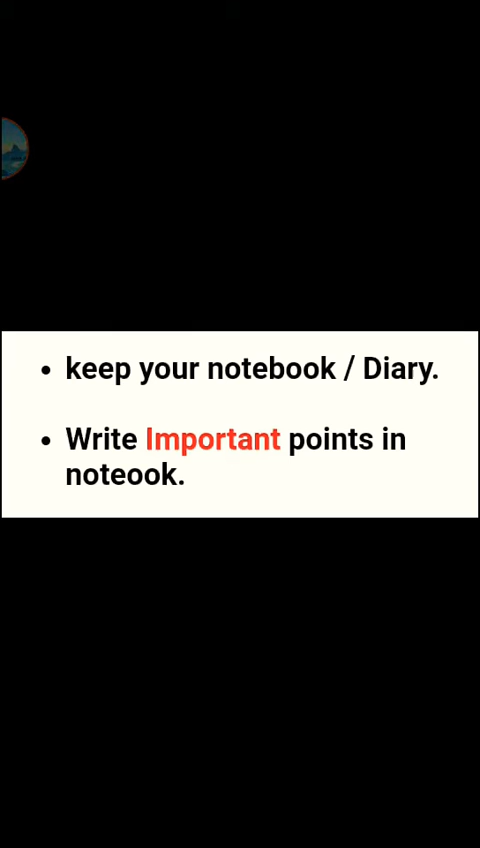 • keep your notebook / Diary.
• Write Important points in
noteook.